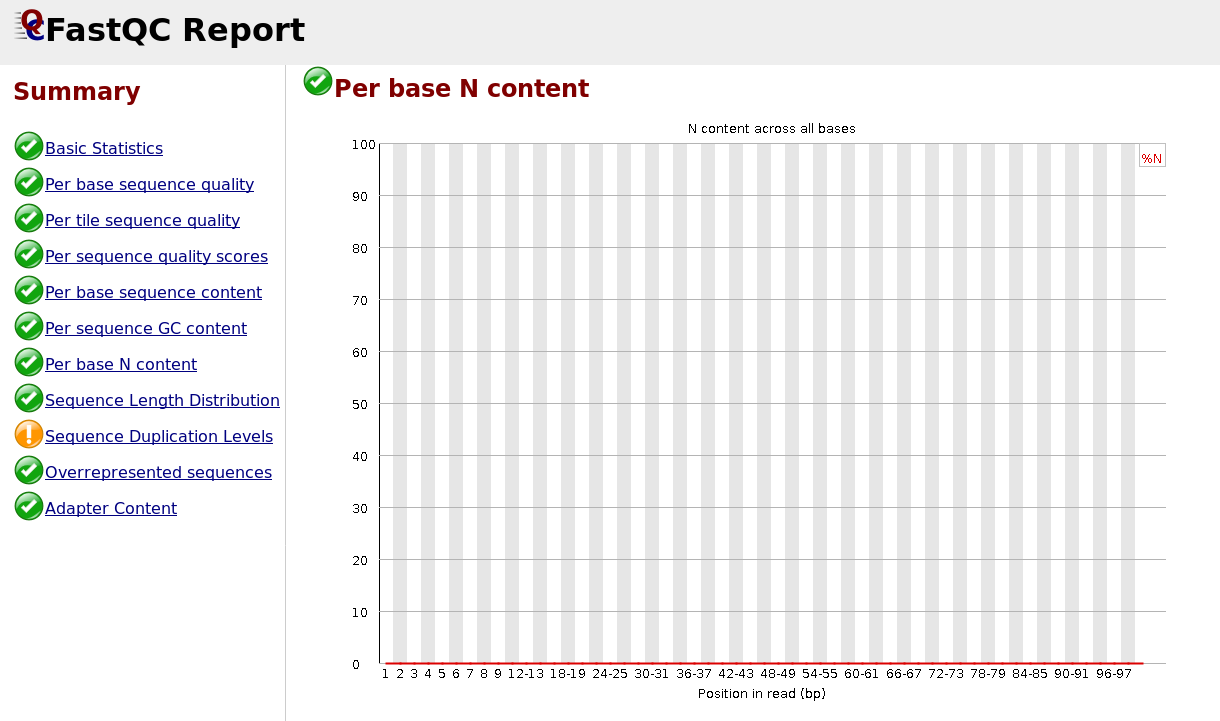 FastQC Report
Summary
Basic Statistics
Per base sequence quality
Per tile sequence quality
Per sequence quality scores
Per base sequence content
Per sequence GC content
Per base N content
Sequence Length Distribution
Sequence Duplication Levels
Overrepresented sequences
Adapter Content
Per base N content
N content across all bases
%N
100
90
80
70
60
50
40
30
20
10
0
1 2 3 4 5 6 7 8 9 12-13 18-19 24-25 30-31 36-37 42-43 48-49 54-55 60-61 66-67 72-73 78-79 84-85 90-91 96-97
Position in read (bp)